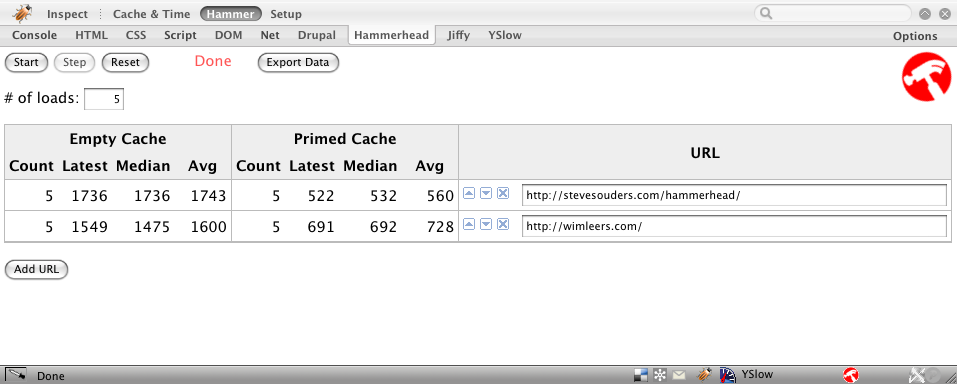 Inspect Cache & Time Hammer Setup
Console HTML CSS Script DOM Net Drupal Hammerhead Jiffy YSlow Options
Start Step Reset Done Export Data
# of loads: 5
Empty Cache Primed Cache URL
Count Latest Median Avg Count Latest Median Avg
5 1736 1736 1743 5 522 532 560 http://stevesouders.com/hammerhead/
5 1549 1475 1600 5 691 692 728 http://wimleers.com/
Add URL
Done YSlow